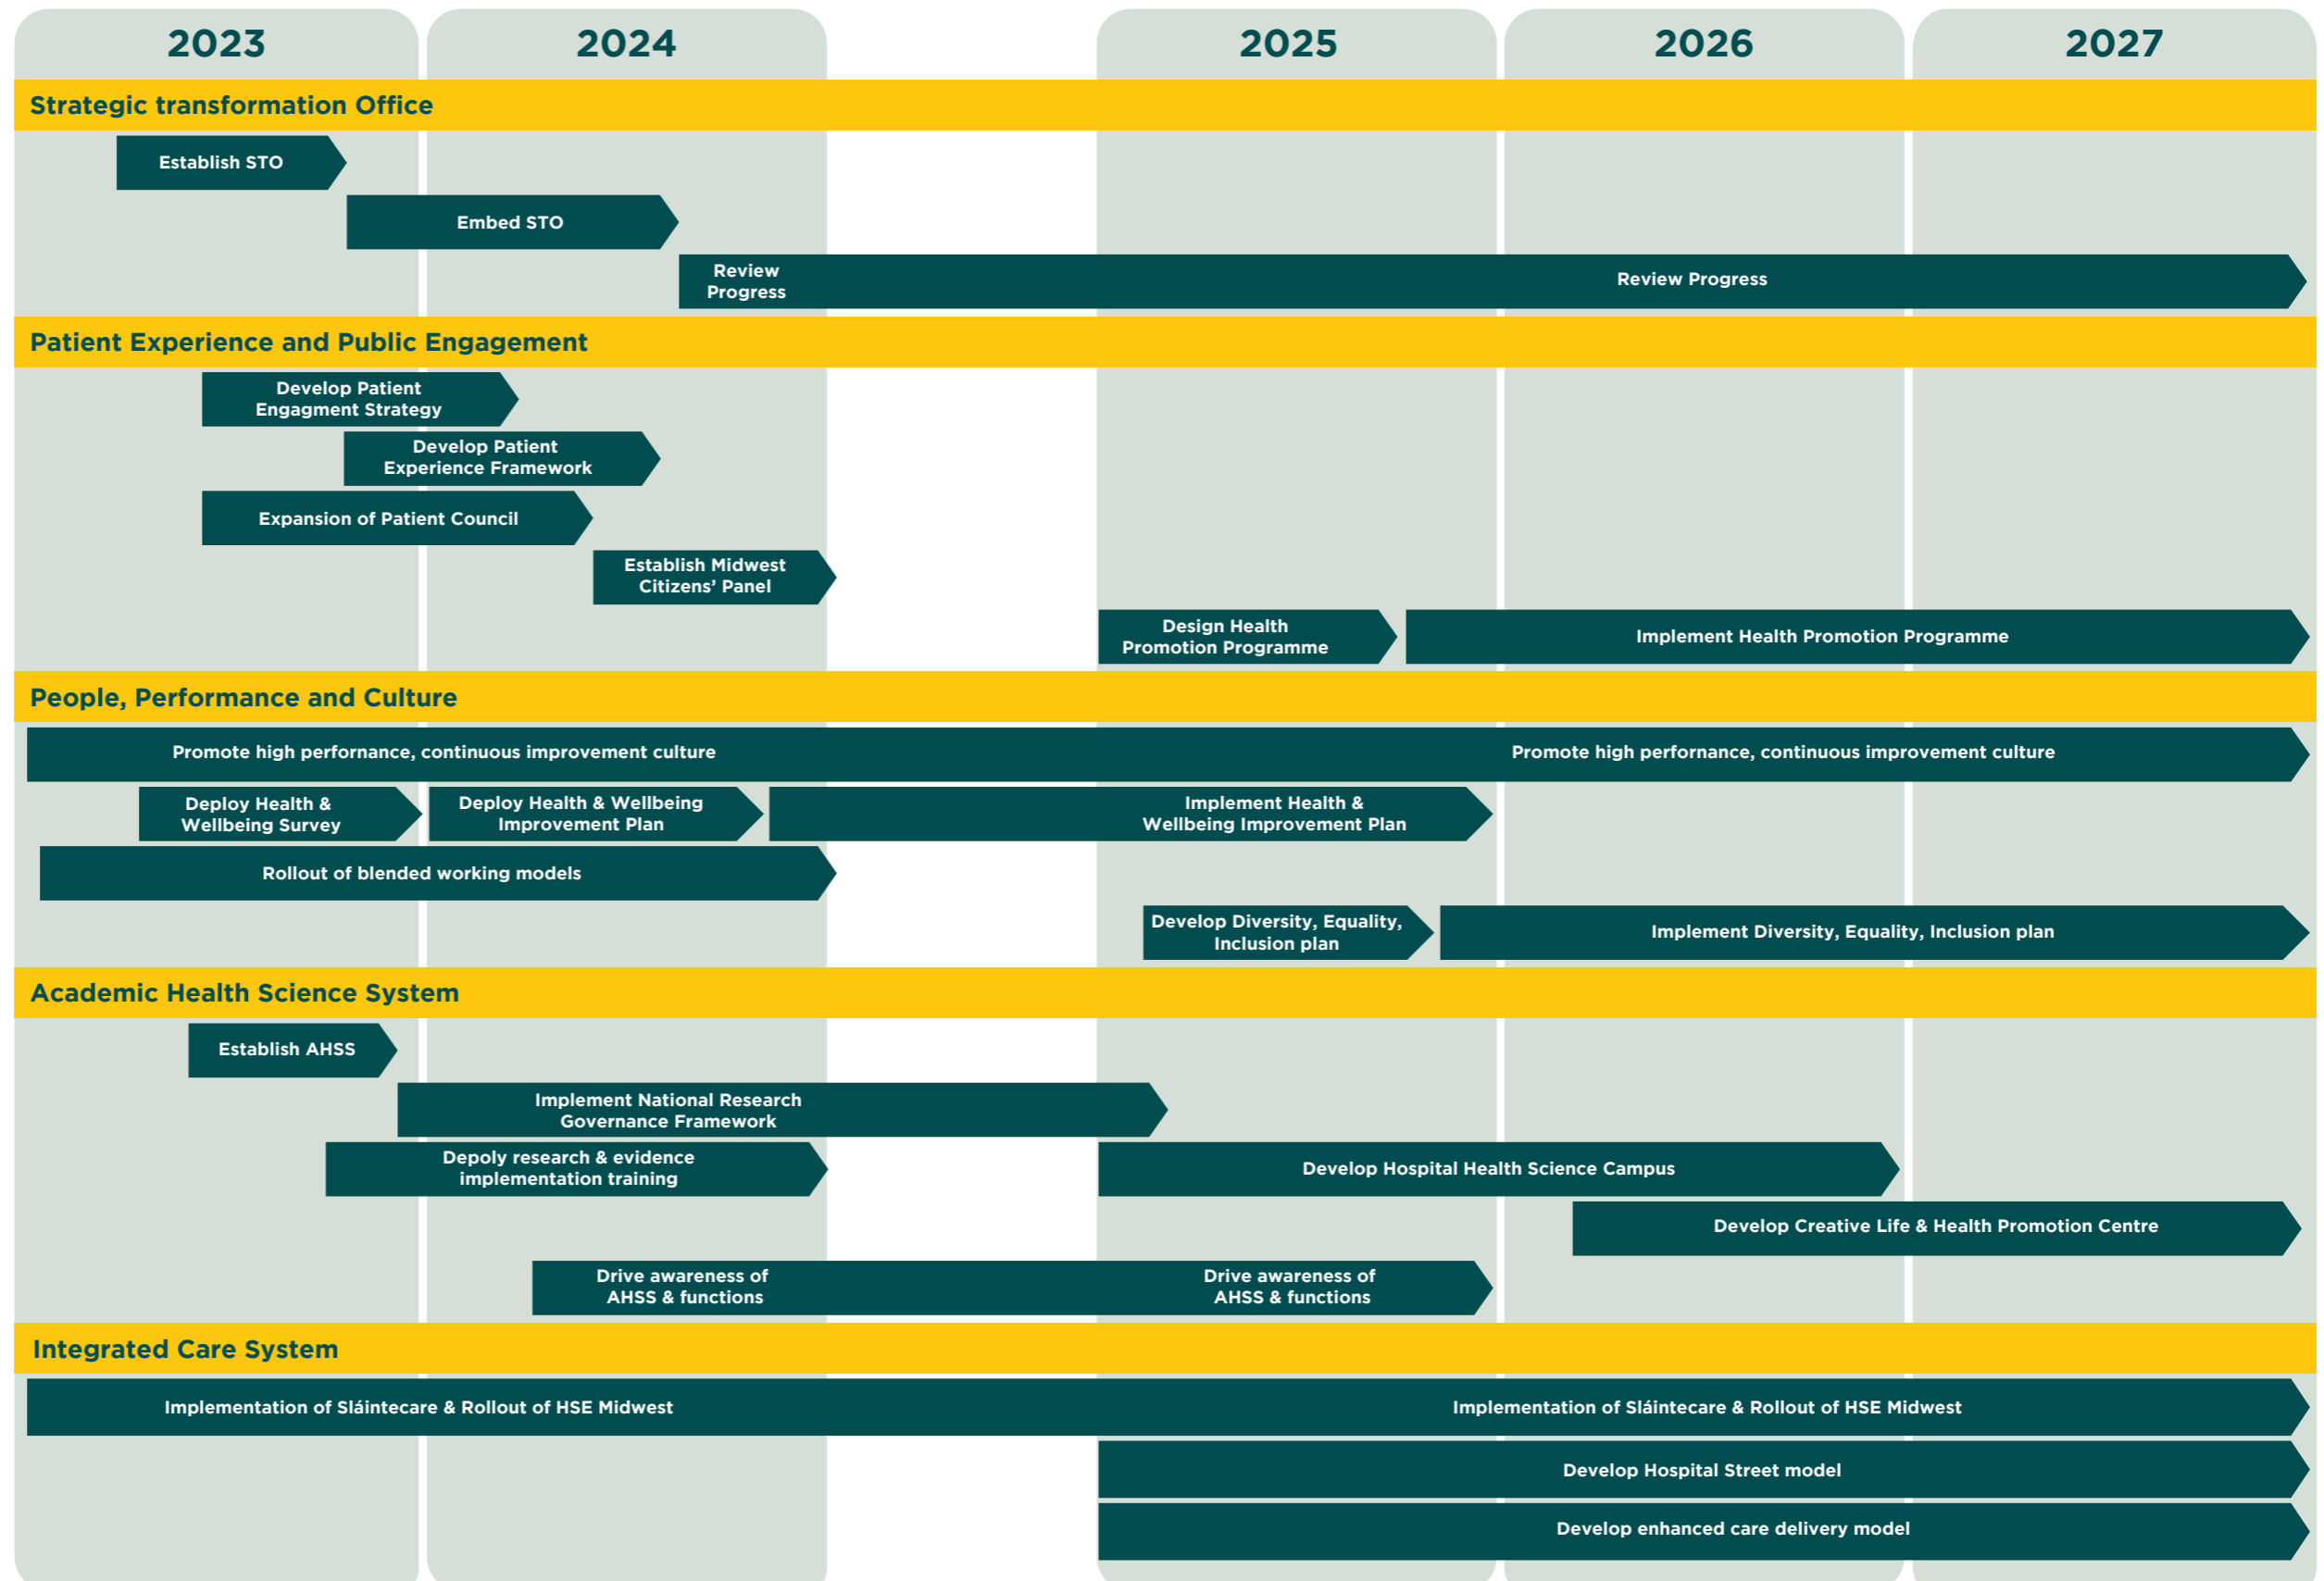 2023
2024
2025
2026
2027
Strategic transformation Office
Establish STO
Embed STO
Review
Progress
Review Progress
Patient Experience and Public Engagement
Develop Patient
Engagment Strategy
Develop Patient
Experience Framework
Expansion of Patient Council
Establish Midwest
Citizens’ Panel
Design Health
Promotion Programme
Implement Health Promotion Programme
People, Performance and Culture
Promote high perfornance, continuous improvement culture
Promote high perfornance, continuous improvement culture
Deploy Health &
Wellbeing Survey
Deploy Health & Wellbeing
Improvement Plan
Implement Health &
Wellbeing Improvement Plan
Rollout of blended working models
Develop Diversity, Equality,
Inclusion plan
Implement Diversity, Equality, Inclusion plan
Academic Health Science System
Establish AHSS
Implement National Research
Governance Framework
Depoly research & evidence
implementation training
Develop Hospital Health Science Campus
Develop Creative Life & Health Promotion Centre
Drive awareness of
AHSS & functions
Drive awareness of
AHSS & functions
Integrated Care System
Implementation of Sláintecare & Rollout of HSE Midwest
Implementation of Sláintecare & Rollout of HSE Midwest
Develop Hospital Street model
Develop enhanced care delivery model